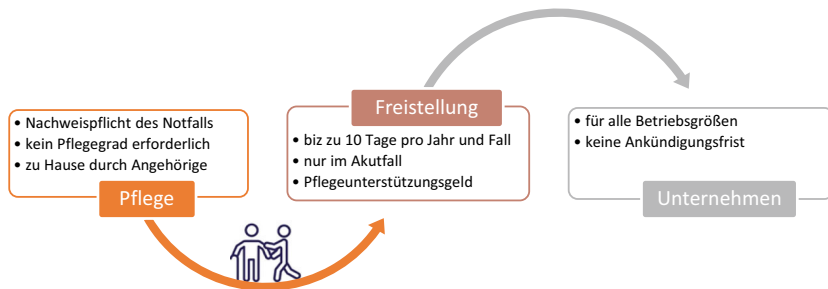 • Nachweispflicht des Notfalls
• kein Pflegegrad erforderlich
• zu Hause durch Angehörige
Pflege
Freistellung
• biz zu 10 Tage pro Jahr und Fall
• nur im Akutfall
• Pflegeunterstützungsgeld
• für alle Betriebsgrößen
• keine Ankündigungsfrist
Unternehmen